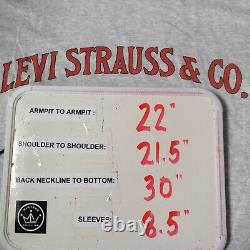 LEVI STRAUSS & CO.
ARMPIT TO ARMPIT : 22"
SHOULDER TO SHOULDER: 21.5"
BACK NECKLINE TO BOTTOM: 30"
SLEEVES: 8.5"